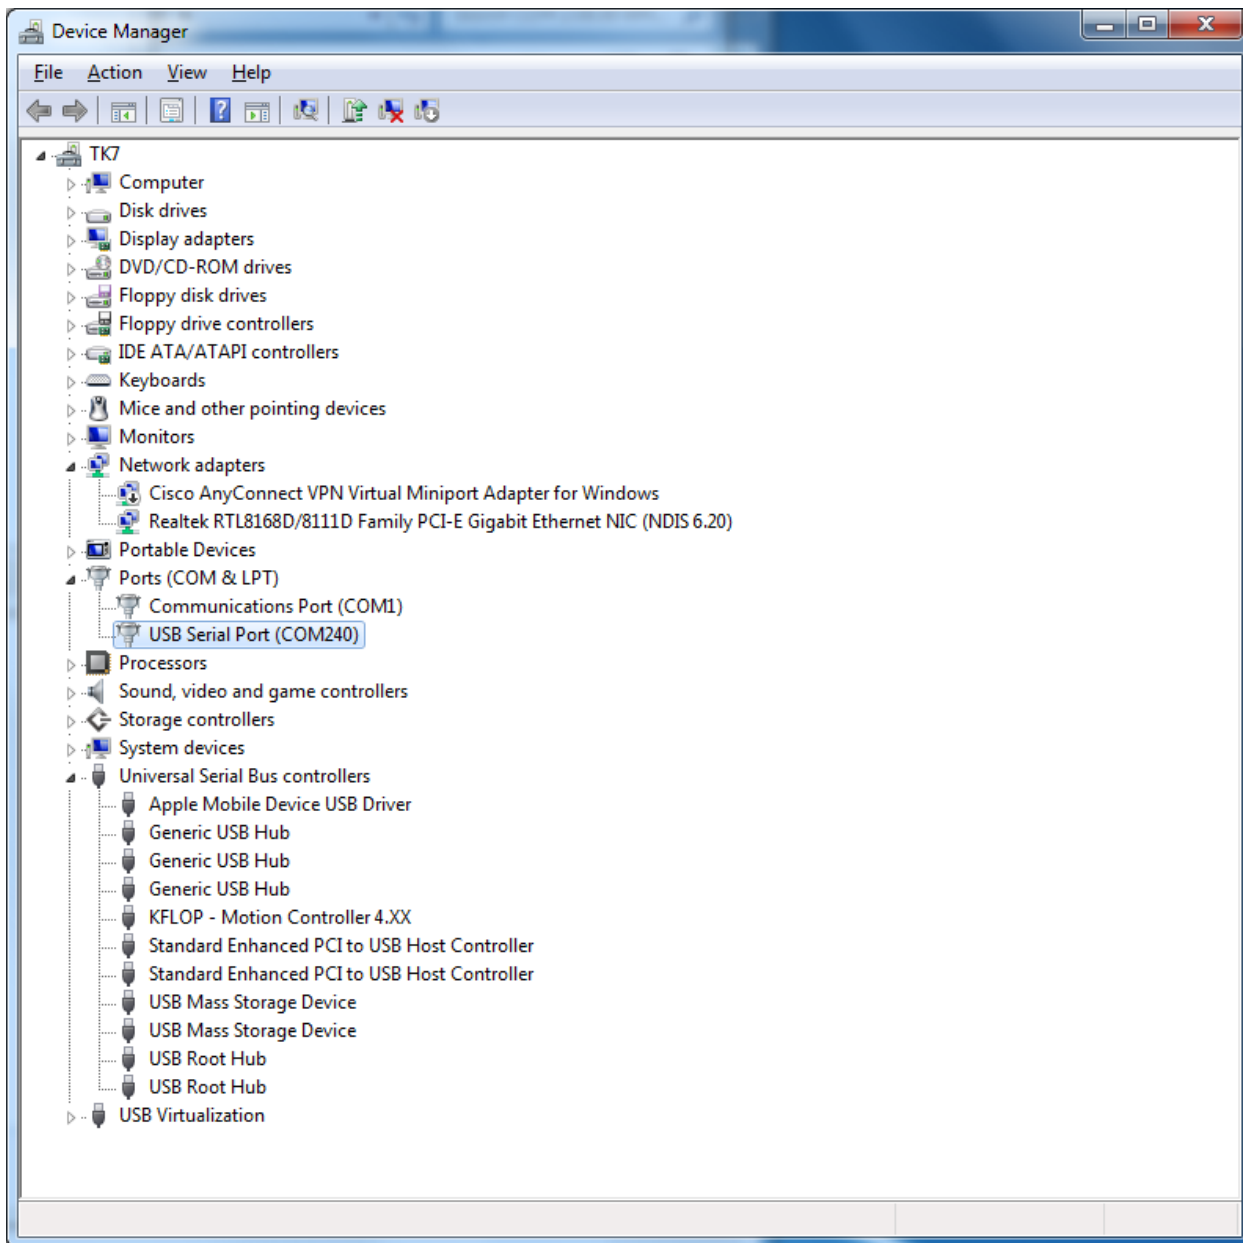 Device Manager
File Action View Help
TK7
Computer
Disk drives
Display adapters
DVD/CD-ROM drives
Floppy disk drives
Floppy drive controllers
IDE ATA/ATAPI controllers
Keyboards
Mice and other pointing devices
Monitors
Network adapters
Cisco AnyConnect VPN Virtual Miniport Adapter for Windows
Realtek RTL8168D/8111D Family PCI-E Gigabit Ethernet NIC (NDIS 6.20)
Portable Devices
Ports (COM & LPT)
Communications Port (COM1)
USB Serial Port (COM240)
Processors
Sound, video and game controllers
Storage controllers
System devices
Universal Serial Bus controllers
Apple Mobile Device USB Driver
Generic USB Hub
Generic USB Hub
Generic USB Hub
KFLOP - Motion Controller 4.XX
Standard Enhanced PCI to USB Host Controller
Standard Enhanced PCI to USB Host Controller
USB Mass Storage Device
USB Mass Storage Device
USB Root Hub
USB Root Hub
USB Virtualization